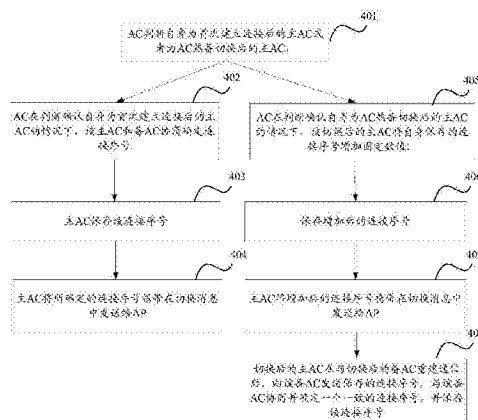 401
AC判断自身为首次建立连接后的主AC或者
为AC热备切换后的主AC;
402
AC在判断确认自身为首次建立连接后的主
AC的情况下,该主AC和备AC协商确定连
接序号
403
主AC保存该连接序号
404
主AC将所确定的连接序号携带在切换消息
中发送给AP
405
AC在判断确认自身为AC热备切换后的主AC
的情况下,该切换后的主AC将自身保存的连
接序号增加固定数值;
406
保存增加后的连接序号
40
主AC将增加后的连接序号携带在切换消息中
发送给AP
40
切换后的主AC在与切换后的备AC重建通信
后,向该备AC发送保存的连接序号,与该备
AC协商并决定一个一致的连接序号,并保存
该连接序号